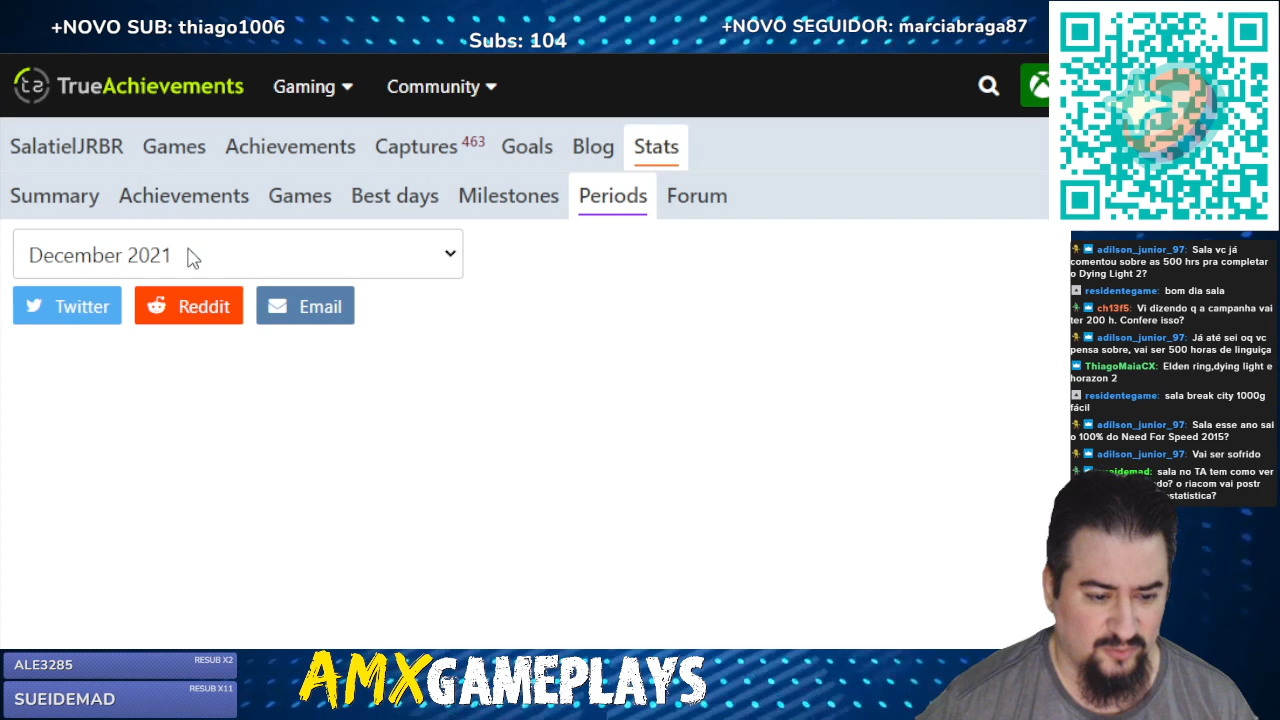 +NOVO SUB: thiago1006
Subs: 104
+NOVO SEGUIDOR: marciabraga87
TrueAchievements
Gaming
Community
SalatielJRBR Games Achievements Captures 463 Goals Blog Stats
Summary Achievements Games Best days Milestones Periods Forum
December 2021
Twitter Reddit Email
adilson_junior_97: Sala vc já
comentou sobre as 500 hrs pra completar
o Dying Light 2?
residentegame: bom dia sala
ch13f5: Vi dizendo q a campanha vai
ter 200 h. Confere isso?
adilson_junior_97: Já até sei oq vc
pensa sobre, vai ser 500 horas de linguiça
ThiagoMaiaCX: Elden ring,dying light e
horazon 2
residentegame: sala break city 1000g
fácil
adilson_junior_97: Sala esse ano sai
o 100% do Need For Speed 2015?
adilson_junior_97: Vai ser sofrido
sala no TA tem como ver
o riacom vai postr
ALE3285 RESUB X2
SUEIDEMAD RESUB X11
AMXGAMEPLAYS